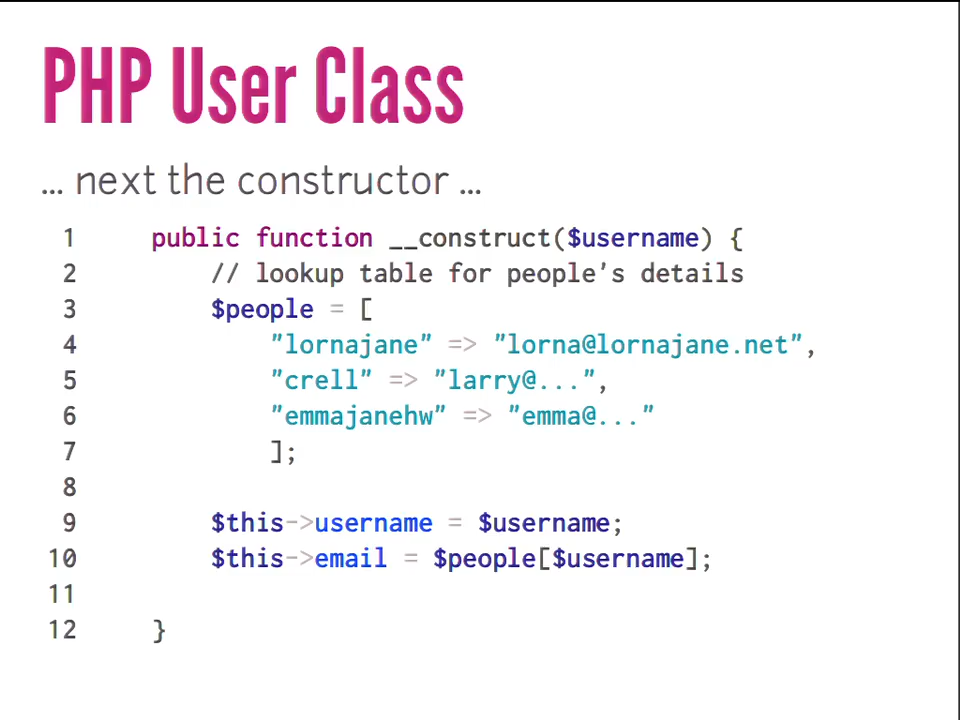 PHP User Class
... next the constructor ...
1 public function __construct($username) {
2 // lookup table for people's details
3 $people = [
4 "lornajane" => "lorna@lornajane.net",
5 "crell" => "larry@...",
6 "emmajanehw" => "emma@..."
7 ];
8
9 $this->username = $username;
10 $this->email = $people[$username];
11
12 }